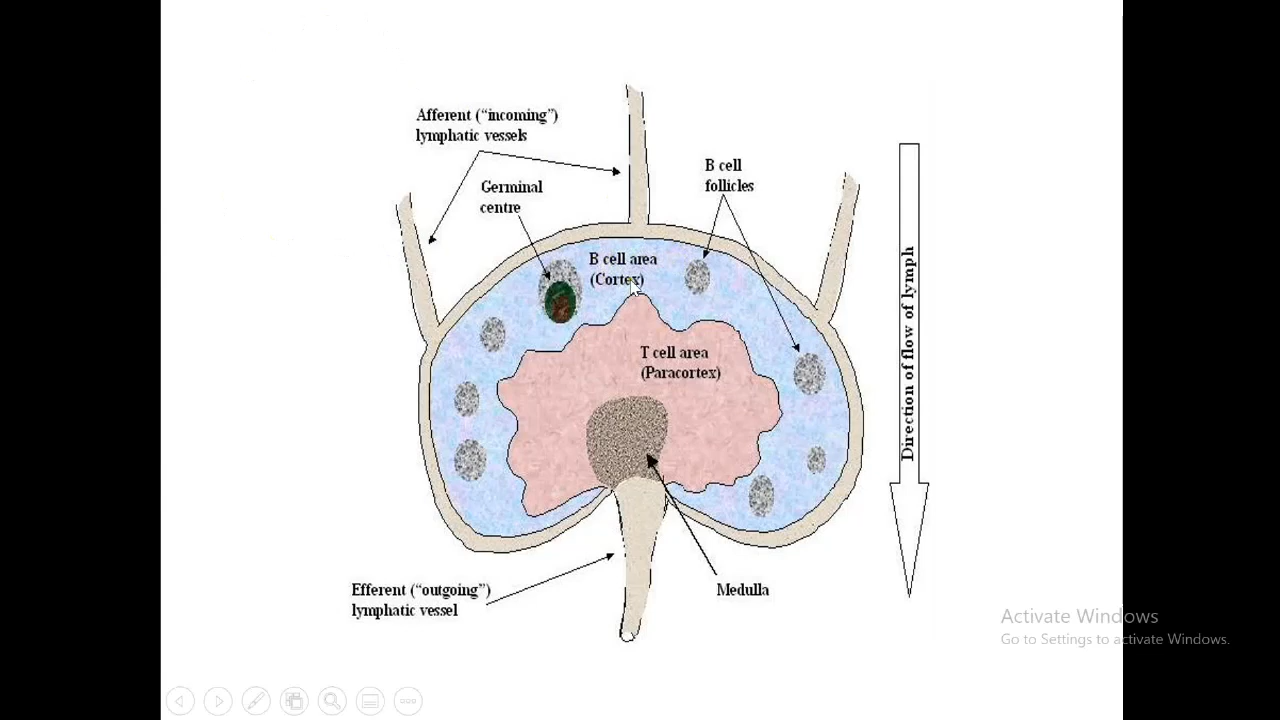 Afferent (“incoming”)
lymphatic vessels
Germinal
centre
B cell
follicles
B cell area
(Cortex)
T cell area
(Paracortex)
Direction of flow of lymph
Efferent (“outgoing”)
lymphatic vessel
Medulla
Activate Windows
Go to Settings to activate Windows.